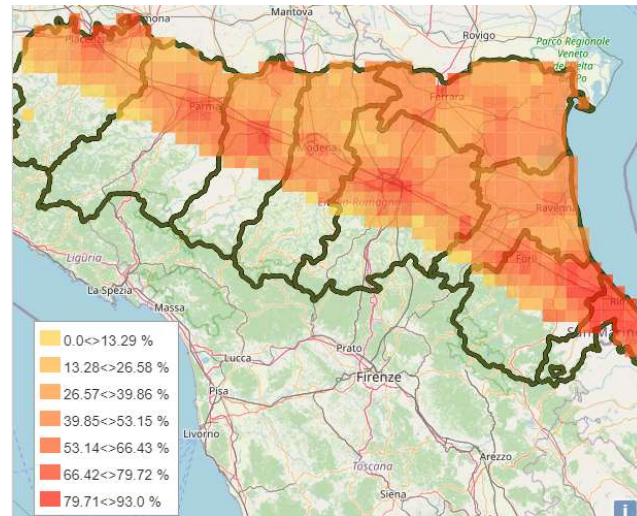 Mantova
Rovigo
Parco Regionale
Veneto
Piacenza
Parma
Ferrara
Modena
Ravenna
Forlì
Liguria
La Spezia
Massa
Lucca
Prato
Pisa
Firenze
Livorno
Arezzo
Toscana
Siena
0.0<>13.29 %
13.28<>26.58 %
26.57<>39.86 %
39.85<>53.15 %
53.14<>66.43 %
66.42<>79.72 %
79.71<>93.0 %
i